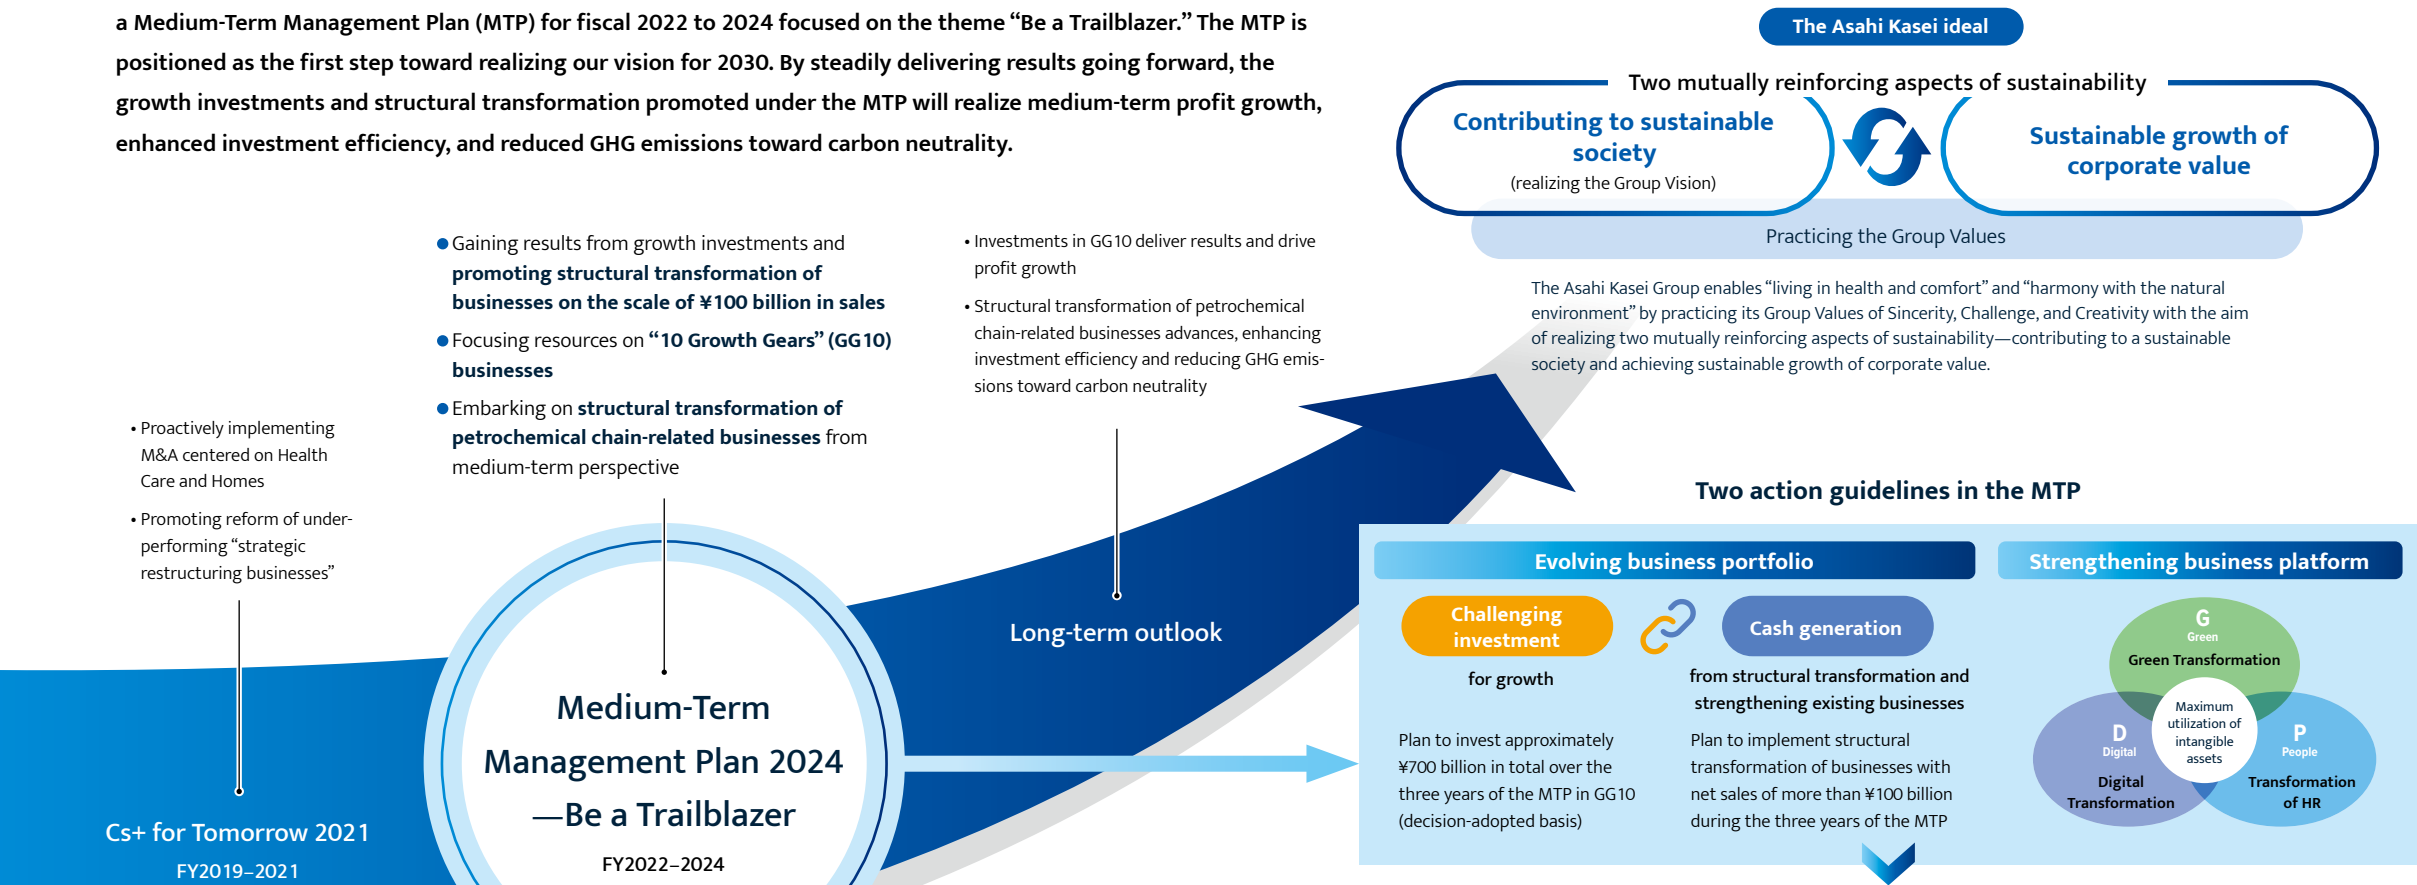 a Medium-Term Management Plan (MTP) for fiscal 2022 to 2024 focused on the theme “Be a Trailblazer.” The MTP is
positioned as the first step toward realizing our vision for 2030. By steadily delivering results going forward, the
growth investments and structural transformation promoted under the MTP will realize medium-term profit growth,
enhanced investment efficiency, and reduced GHG emissions toward carbon neutrality.
• Proactively implementing
M&A centered on Health
Care and Homes
• Promoting reform of under-
performing “strategic
restructuring businesses”
Cs+ for Tomorrow 2021
FY2019–2021
● Gaining results from growth investments and
promoting structural transformation of
businesses on the scale of ¥100 billion in sales
● Focusing resources on “10 Growth Gears” (GG10)
businesses
● Embarking on structural transformation of
petrochemical chain-related businesses from
medium-term perspective
Medium-Term
Management Plan 2024
—Be a Trailblazer
FY2022–2024
• Investments in GG10 deliver results and drive
profit growth
• Structural transformation of petrochemical
chain-related businesses advances, enhancing
investment efficiency and reducing GHG emis-
sions toward carbon neutrality
Long-term outlook
The Asahi Kasei ideal
Two mutually reinforcing aspects of sustainability
Contributing to sustainable
society
(realizing the Group Vision)
Sustainable growth of
corporate value
Practicing the Group Values
The Asahi Kasei Group enables “living in health and comfort” and “harmony with the natural
environment” by practicing its Group Values of Sincerity, Challenge, and Creativity with the aim
of realizing two mutually reinforcing aspects of sustainability—contributing to a sustainable
society and achieving sustainable growth of corporate value.
Two action guidelines in the MTP
Evolving business portfolio
Challenging
investment
for growth
Plan to invest approximately
¥700 billion in total over the
three years of the MTP in GG10
(decision-adopted basis)
Cash generation
from structural transformation and
strengthening existing businesses
Plan to implement structural
transformation of businesses with
net sales of more than ¥100 billion
during the three years of the MTP
Strengthening business platform
G
Green
Green Transformation
Maximum
utilization of
intangible
assets
D
Digital
Digital
Transformation
P
People
Transformation
of HR